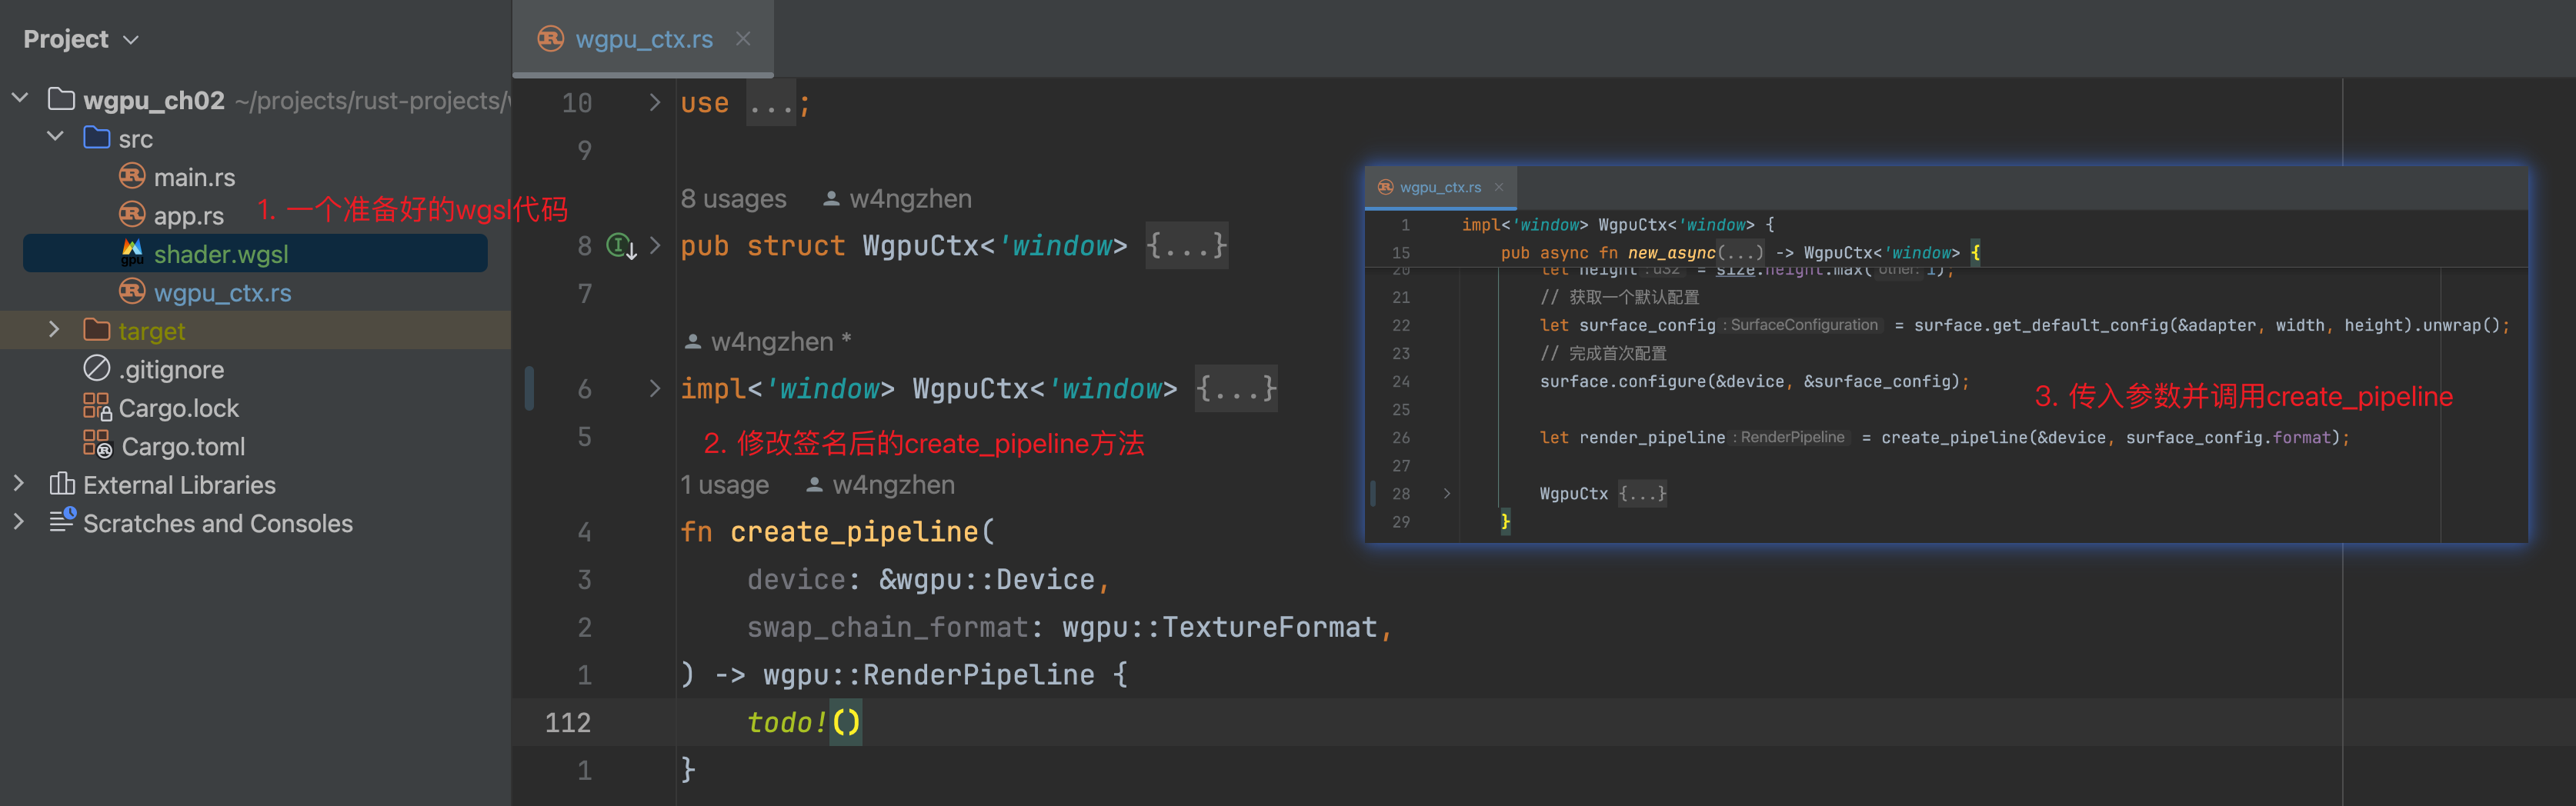 Project
wgpu_ch02 ~/projects/rust-projects/
src
main.rs
app.rs
1. 一个准备好的wgsl代码
shader.wgsl
wgpu_ctx.rs
target
.gitignore
Cargo.lock
Cargo.toml
External Libraries
Scratches and Consoles
wgpu_ctx.rs
10 use ...;
9
8 usages w4ngzhen
8 pub struct WgpuCtx<'window> {...}
7
w4ngzhen *
6 impl<'window> WgpuCtx<'window> {...}
5 2. 修改签名后的create_pipeline方法
1 usage w4ngzhen
4 fn create_pipeline(
3 device: &wgpu::Device,
2 swap_chain_format: wgpu::TextureFormat,
1 ) -> wgpu::RenderPipeline {
112 todo!()
1 }
wgpu_ctx.rs
1 impl<'window> WgpuCtx<'window> {
15 pub async fn new_async(...) -> WgpuCtx<'window> {
20 let height: u32 = size.height.max( other: 1);
21 // 获取一个默认配置
22 let surface_config : SurfaceConfiguration = surface.get_default_config(&adapter, width, height).unwrap();
23 // 完成首次配置
24 surface.configure(&device, &surface_config);
25 3. 传入参数并调用create_pipeline
26 let render_pipeline : RenderPipeline = create_pipeline(&device, surface_config.format);
27
28 WgpuCtx {...}
29 }